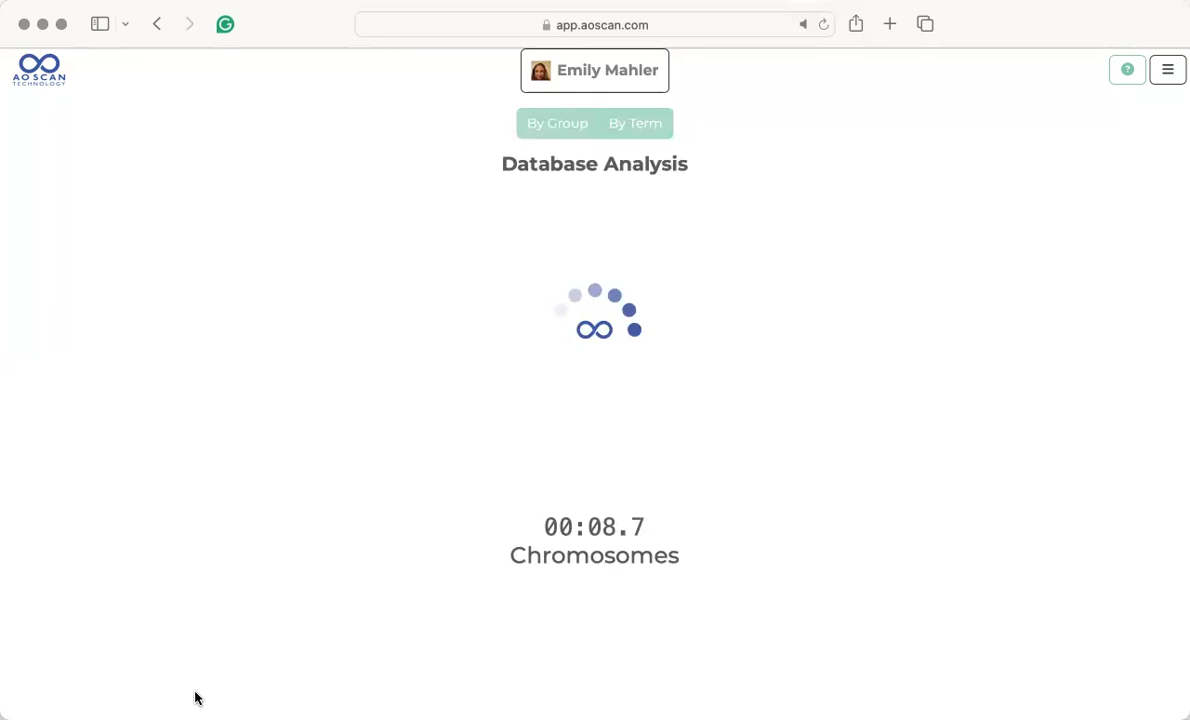 app.aoscan.com
AO SCAN
TECHNOLOGY
Emily Mahler
By Group By Term
Database Analysis
00:08.7
Chromosomes